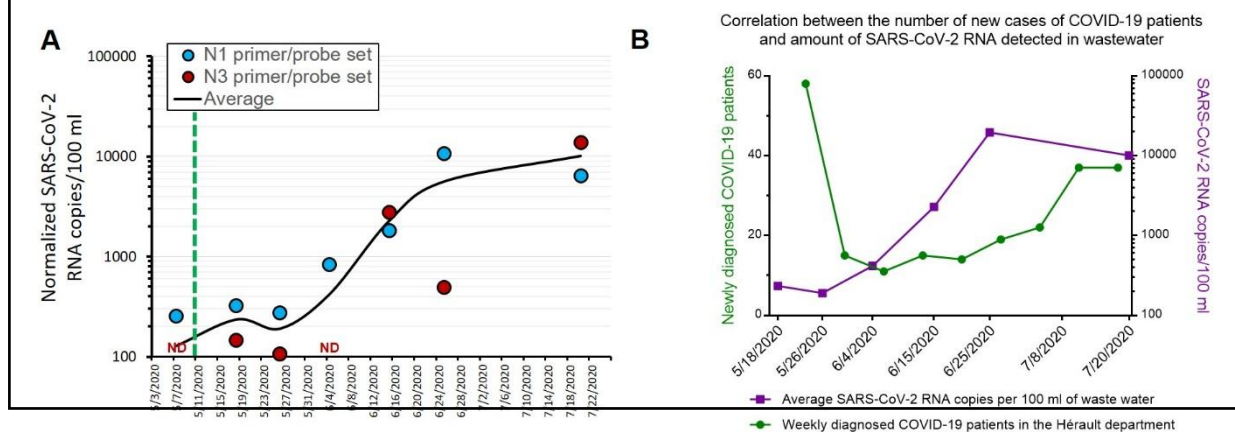 A
N1 primer/probe set
N3 primer/probe set
Average
Normalized SARS-CoV-2
RNA copies/100 ml
100000
10000
1000
100
ND
ND
5/3/2020
5/7/2020
5/11/2020
5/15/2020
5/19/2020
5/23/2020
5/27/2020
5/31/2020
6/4/2020
6/8/2020
6/12/2020
6/16/2020
6/20/2020
6/24/2020
6/28/2020
7/2/2020
7/6/2020
7/10/2020
7/14/2020
7/18/2020
7/22/2020
B
Correlation between the number of new cases of COVID-19 patients
and amount of SARS-CoV-2 RNA detected in wastewater
Newly diagnosed COVID-19 patients
60
40
20
0
100000
10000
1000
100
SARS-CoV-2 RNA
copies/100 ml
5/18/2020
5/26/2020
6/4/2020
6/15/2020
6/25/2020
7/8/2020
7/20/2020
Average SARS-CoV-2 RNA copies per 100 ml of waste water
Weekly diagnosed COVID-19 patients in the Hérault department